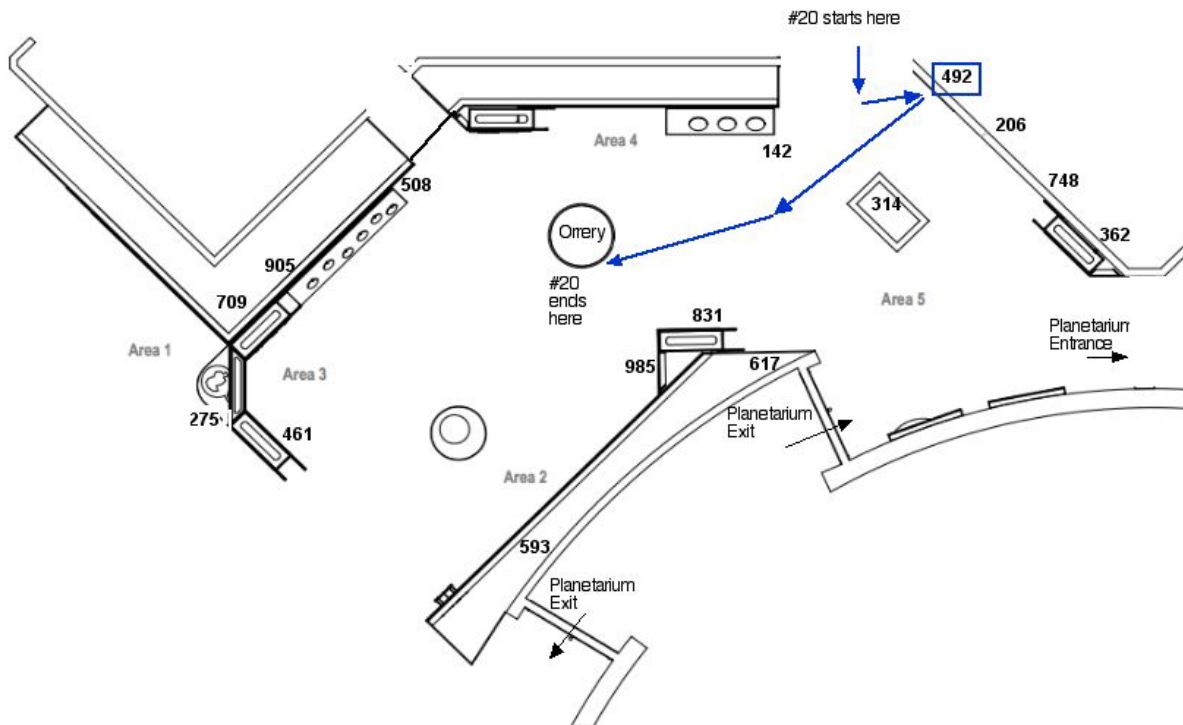 #20 starts here
492
206
Area 4
142
748
508
314
362
Orrery
905
#20
ends
here
Area 5
709
831
Planetarium
Entrance
Area 1
Area 3
985
617
275
Planetarium
Exit
461
Area 2
593
Planetarium
Exit